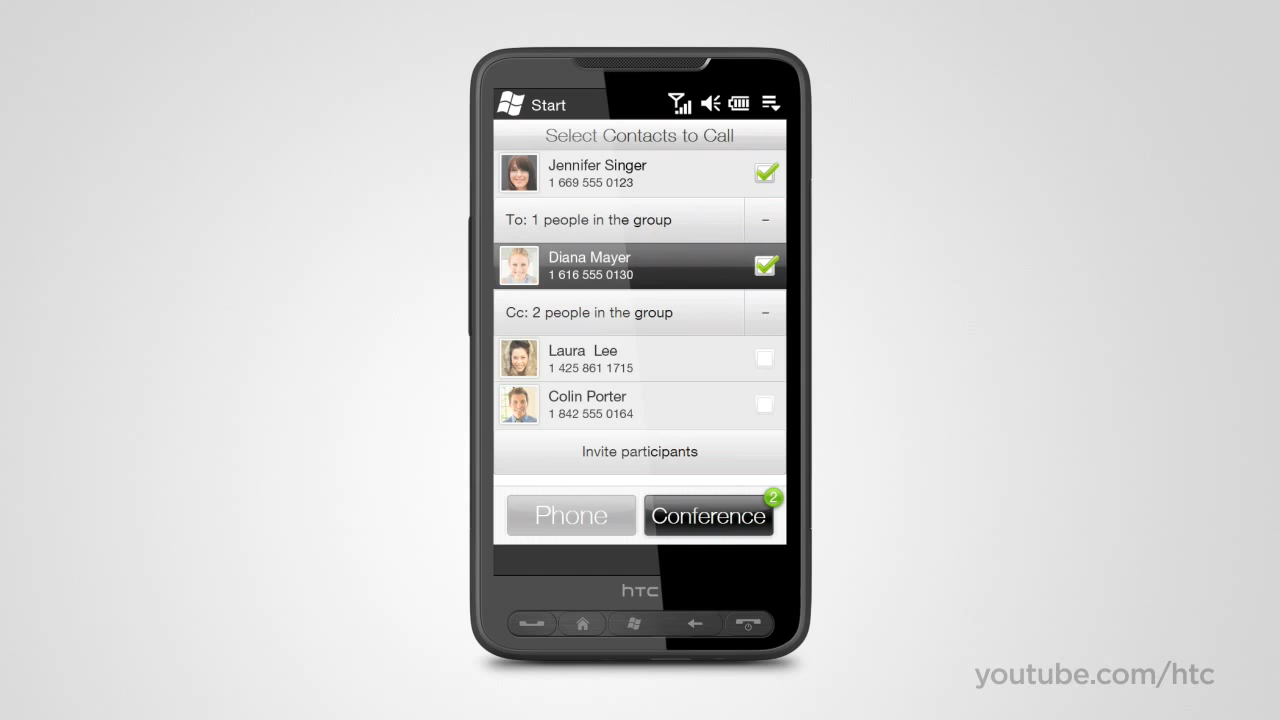 Start
Select Contacts to Call
Jennifer Singer
1 669 555 0123
To: 1 people in the group
–
Diana Mayer
1 616 555 0130
Cc: 2 people in the group
–
Laura  Lee
1 425 861 1715
Colin Porter
1 842 555 0164
Invite participants
Phone
Conference
2
hTC
youtube.com/htc